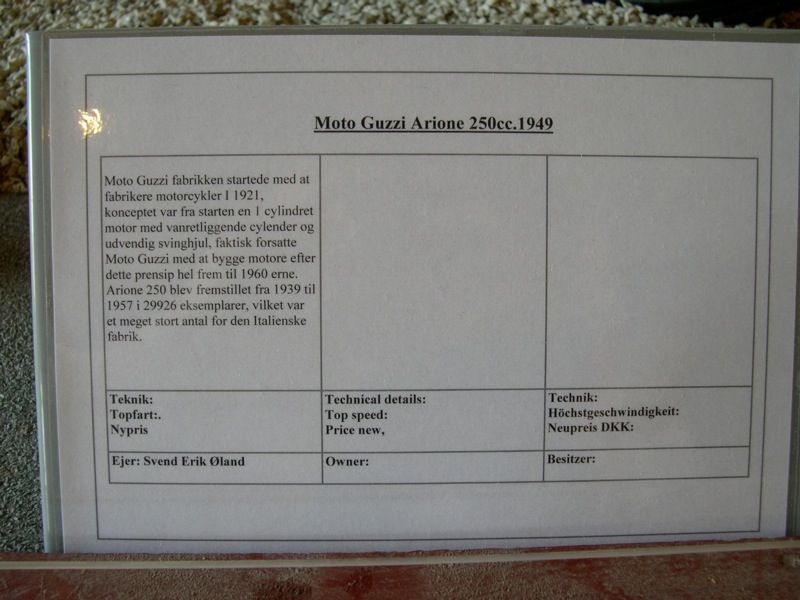 Moto Guzzi Arione 250cc.1949
Moto Guzzi fabrikken startede med at
fabrikere motorcykler I 1921,
konceptet var fra starten en 1 cylindret
motor med vanretliggende cylender og
udvendig svinghjul, faktisk forsatte
Moto Guzzi med at bygge motore efter
dette prensip hel frem til 1960 erne.
Arione 250 blev fremstillet fra 1939 til
1957 i 29926 eksemplarer, vilket var
et meget stort antal for den Italienske
fabrik.
Teknik:
Topfart:.
Nypris
Technical details:
Top speed:
Price new,
Technik:
Höchstgeschwindigkeit:
Neupreis DKK:
Ejer: Svend Erik Øland
Owner:
Besitzer: